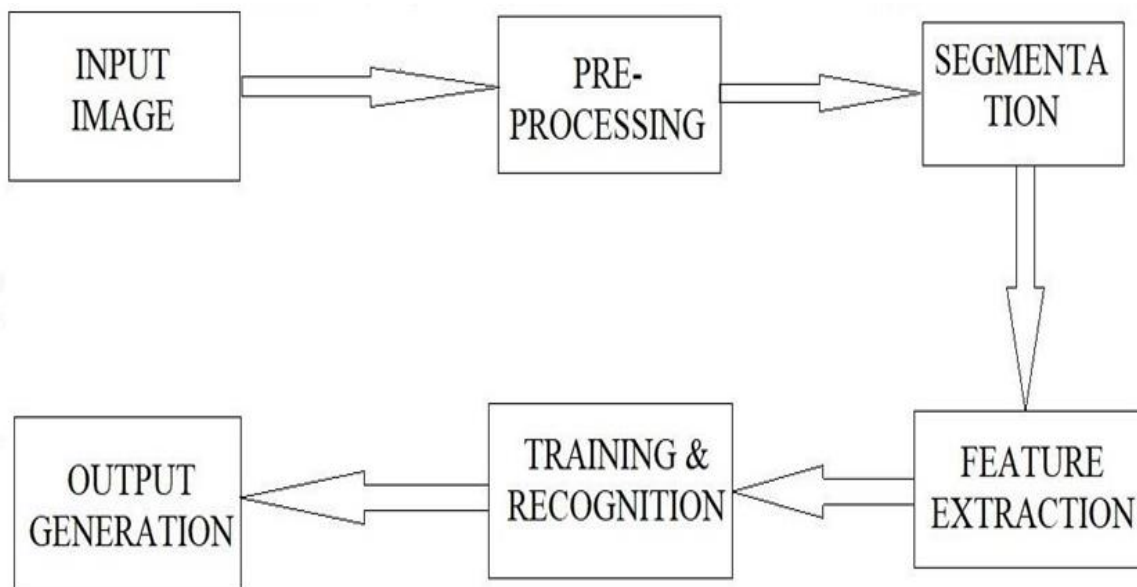 INPUT
IMAGE
PRE-
PROCESSING
SEGMENTA
TION
FEATURE
EXTRACTION
TRAINING &
RECOGNITION
OUTPUT
GENERATION